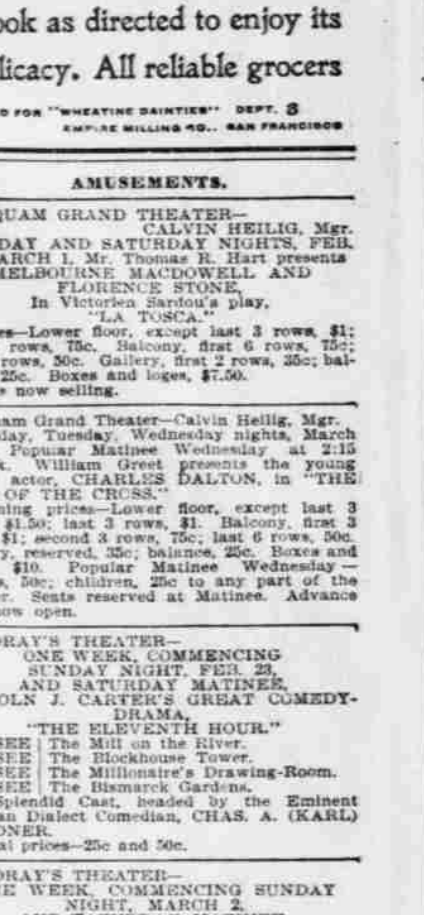 ook as directed to enjoy its
licacy. All reliable grocers
D FOR "WHEATINE DAINTIES" DEPT. 8
EMPIRE MILLING CO., SAN FRANCISCO
AMUSEMENTS.
QUAM GRAND THEATER—
CALVIN HEILIG, Mgr.
DAY AND SATURDAY NIGHTS, FEB.
ARCH 1, Mr. Thomas R. Hart presents
MELBOURNE MACDOWELL AND
FLORENCE STONE,
In Victorien Sardou's play,
"LA TOSCA."
es—Lower floor, except last 3 rows, $1;
rows, 75c. Balcony, first 6 rows, 75c;
rows, 50c. Gallery, first 2 rows, 35c; bal-
25c. Boxes and loges, $7.50.
s now selling.
am Grand Theater—Calvin Heilig, Mgr.
day, Tuesday, Wednesday nights, March
Popular Matinee Wednesday at 2:15
k. William Greet presents the young
actor, CHARLES DALTON, in "THE
OF THE CROSS."
ning prices—Lower floor, except last 3
$1.50; last 3 rows, $1. Balcony, first 3
$1; second 3 rows, 75c; last 6 rows, 50c.
y, reserved, 35c; balance, 25c. Boxes and
$10. Popular Matinee Wednesday—
s, 50c; children, 25c to any part of the
r. Seats reserved at Matinee. Advance
now open.
DRAY'S THEATER—
ONE WEEK, COMMENCING
SUNDAY NIGHT, FEB. 23,
AND SATURDAY MATINEE,
OLN J. CARTER'S GREAT COMEDY-
DRAMA,
"THE ELEVENTH HOUR."
SEE | The Mill on the River.
SEE | The Blockhouse Tower.
SEE | The Millionaire's Drawing-Room.
SEE | The Bismarck Gardens.
Splendid Cast, headed by the Eminent
an Dialect Comedian, CHAS. A. (KARL)
DNER.
al prices—25c and 50c.
DRAY'S THEATER—
E WEEK, COMMENCING SUNDAY
NIGHT, MARCH 2,